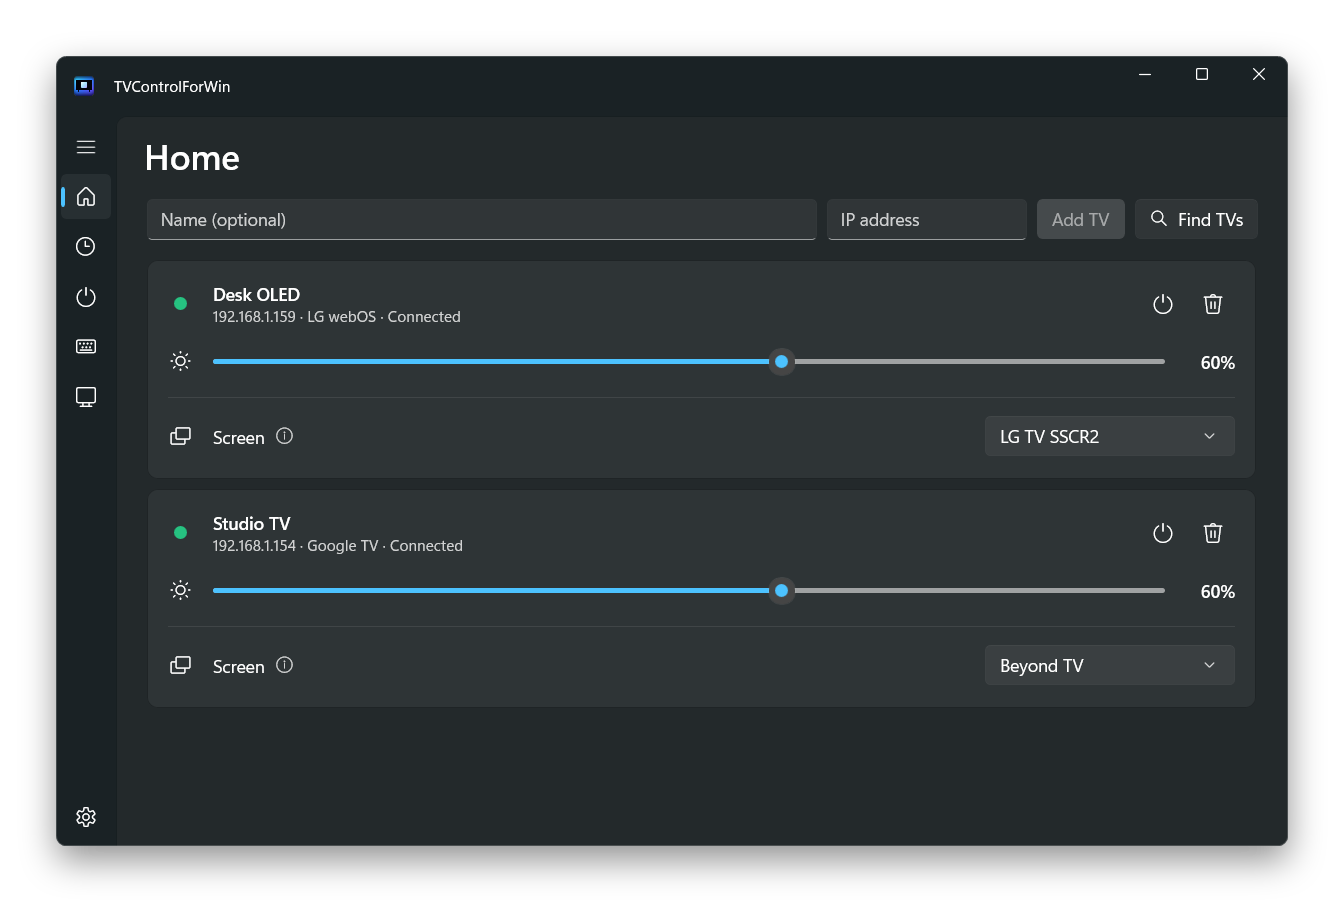 TVControlForWin
Home
Name (optional)
IP address
Add TV
Find TVs
Desk OLED
192.168.1.159 · LG webOS · Connected
60%
Screen
LG TV SSCR2
Studio TV
192.168.1.154 · Google TV · Connected
60%
Screen
Beyond TV